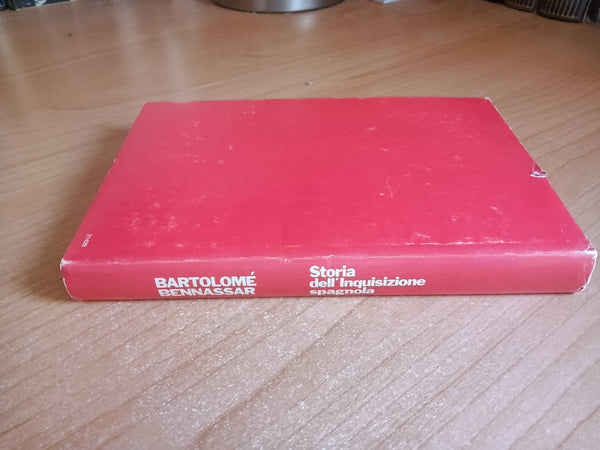 BARTOLOMÉ
BENNASSAR
Storia
dell'Inquisizione
spagnola